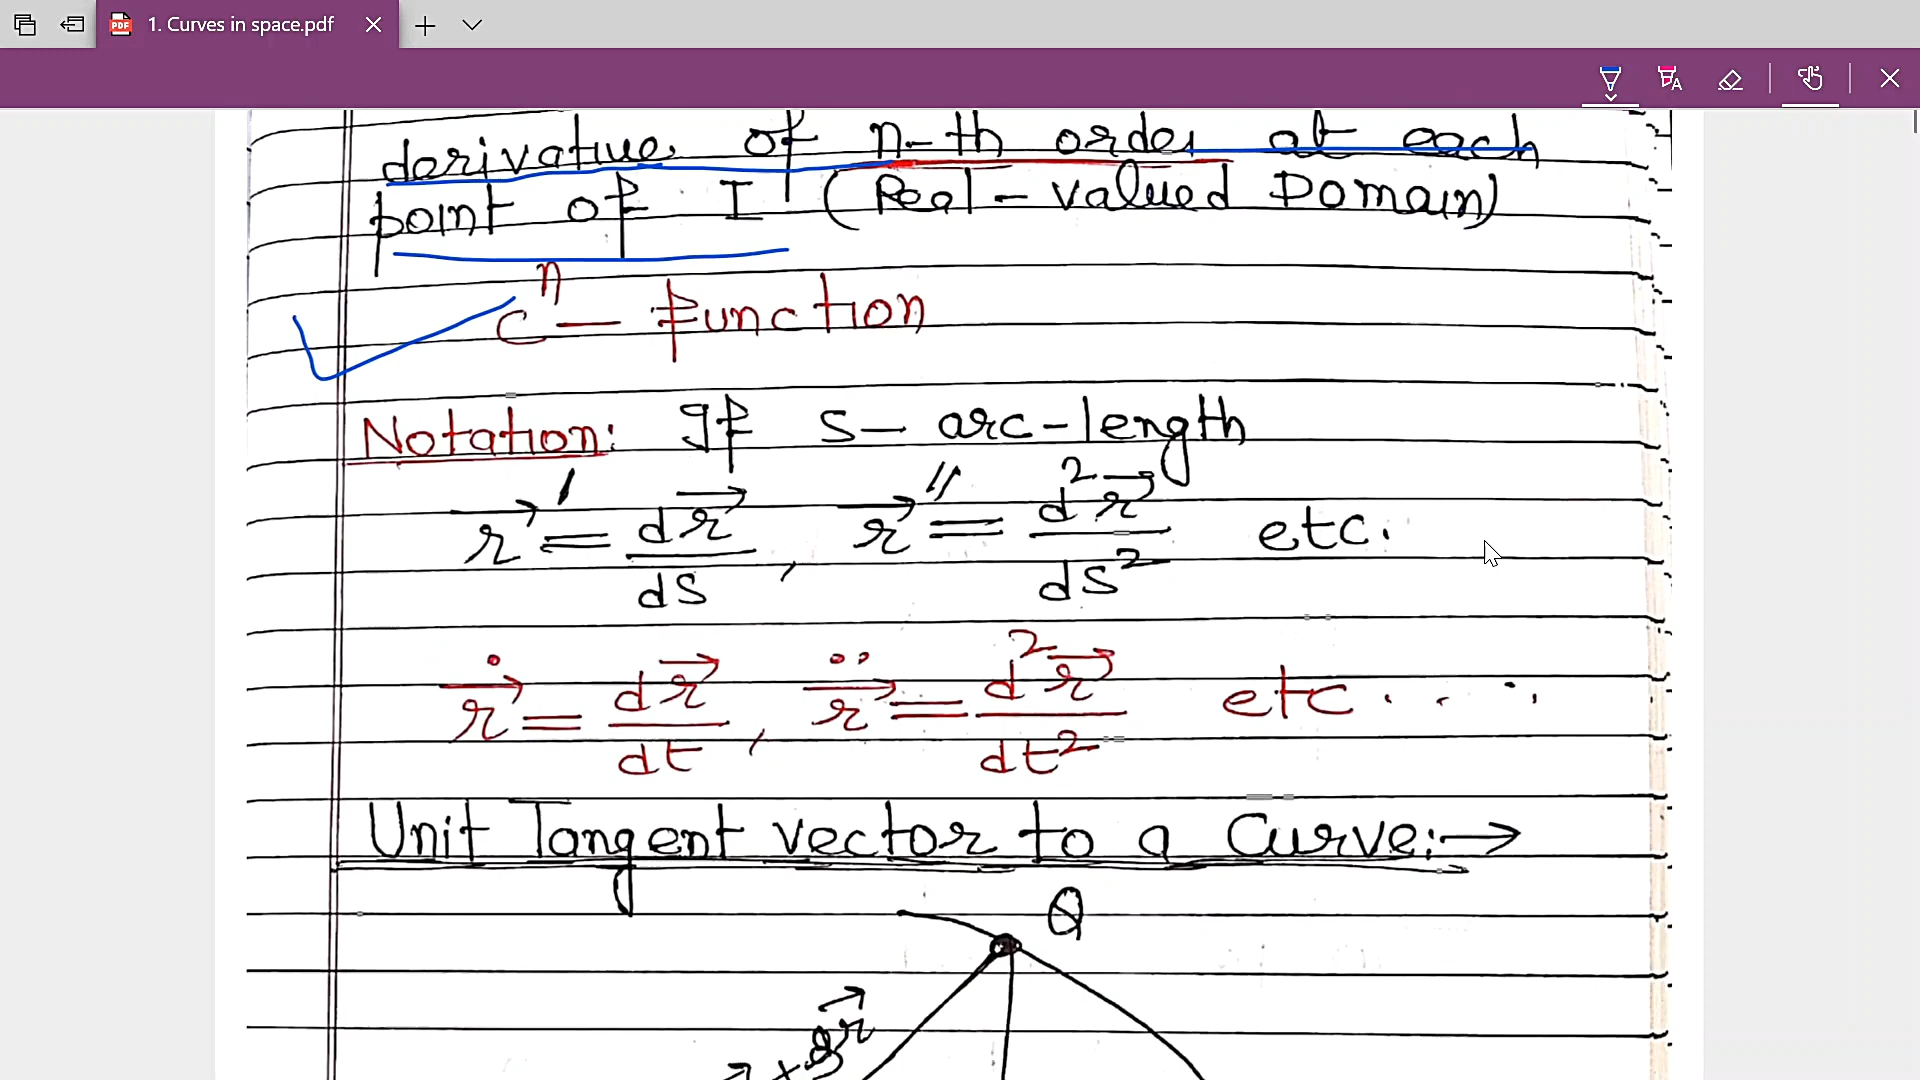 1. Curves in space.pdf
derivative of n-th order at each
point of I (Real-valued Domain)
Cⁿ — function
Notation: If s— arc-length
r⃗′ = dr⃗/ds, r⃗″ = d²r⃗/ds² etc.
ṙ⃗ = dr⃗/dt, r̈⃗ = d²r⃗/dt² etc....
Unit Tangent vector to a Curve:→
Q